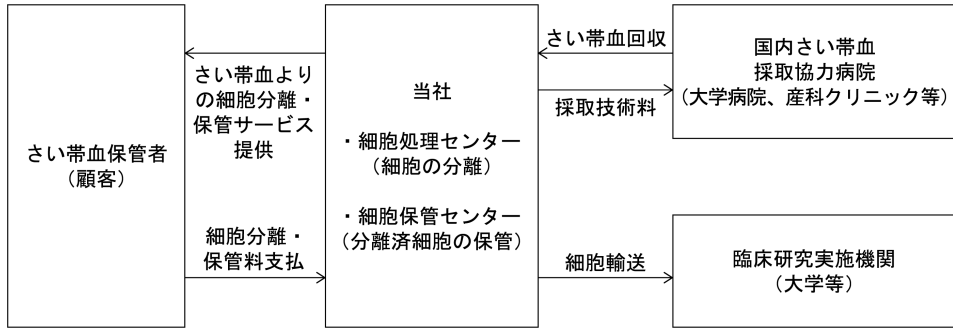 さい帯血保管者
（顧客）
さい帯血より
の細胞分離・
保管サービス
提供
細胞分離・
保管料支払
当社
・細胞処理センター
（細胞の分離）
・細胞保管センター
（分離済細胞の保管）
さい帯血回収
採取技術料
細胞輸送
国内さい帯血
採取協力病院
（大学病院、産科クリニック等）
臨床研究実施機関
（大学等）